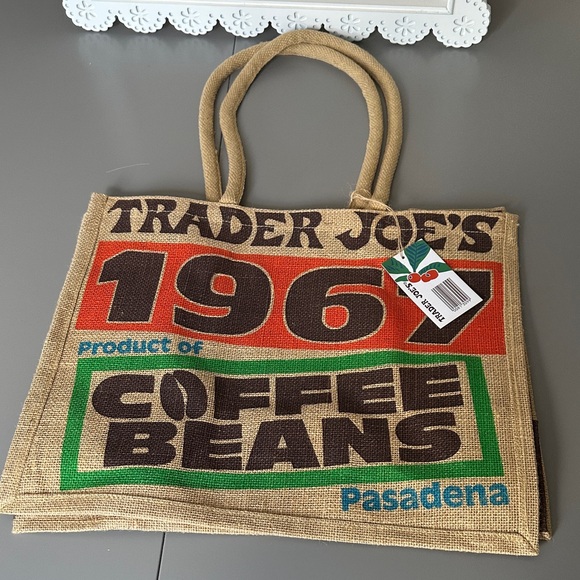 TRADER JOE'S
1967
TRADER JOE'S
Product of
COFFEE
BEANS
Pasadena